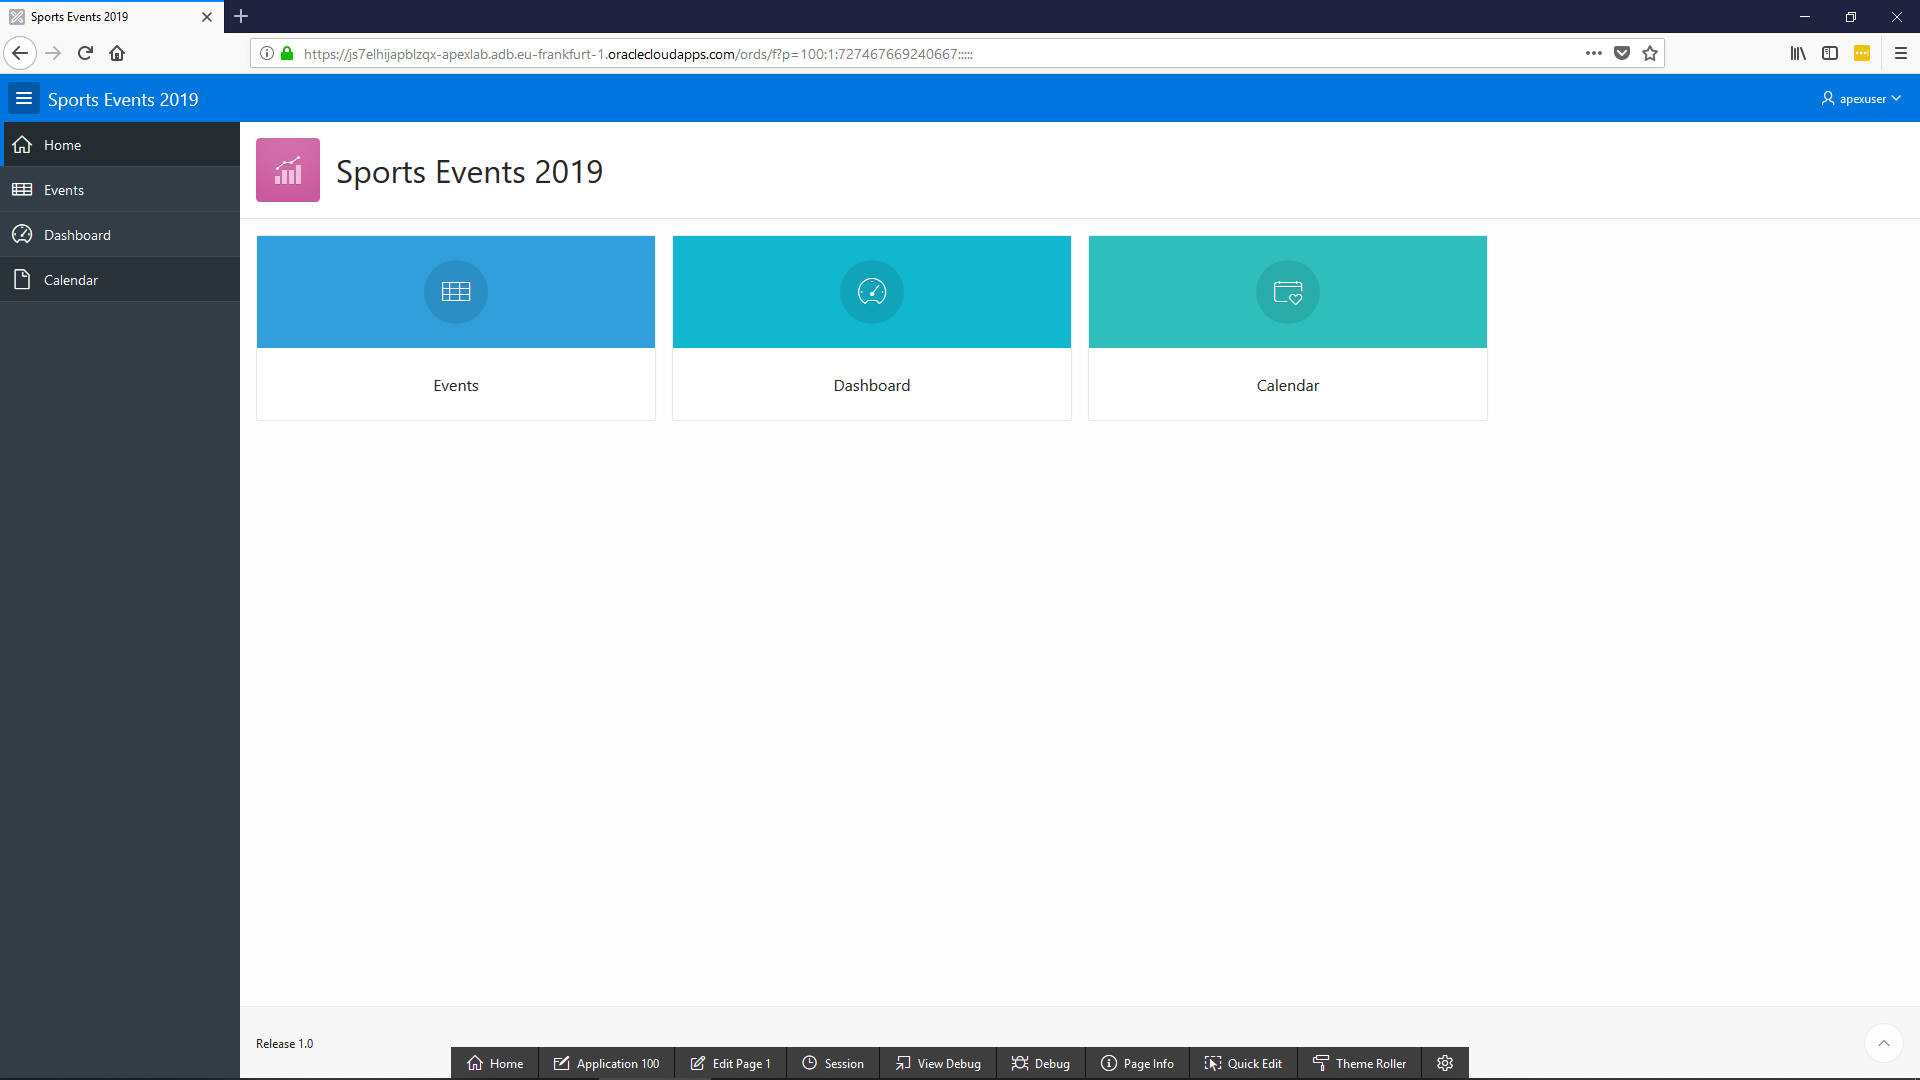 Sports Events 2019
https://js7elhijapblzqx-apexlab.adb.eu-frankfurt-1.oraclecloudapps.com/ords/f?p=100:1:727467669240667:::::
Sports Events 2019
apexuser
Home
Events
Dashboard
Calendar
Sports Events 2019
Events
Dashboard
Calendar
Release 1.0
Home
Application 100
Edit Page 1
Session
View Debug
Debug
Page Info
Quick Edit
Theme Roller